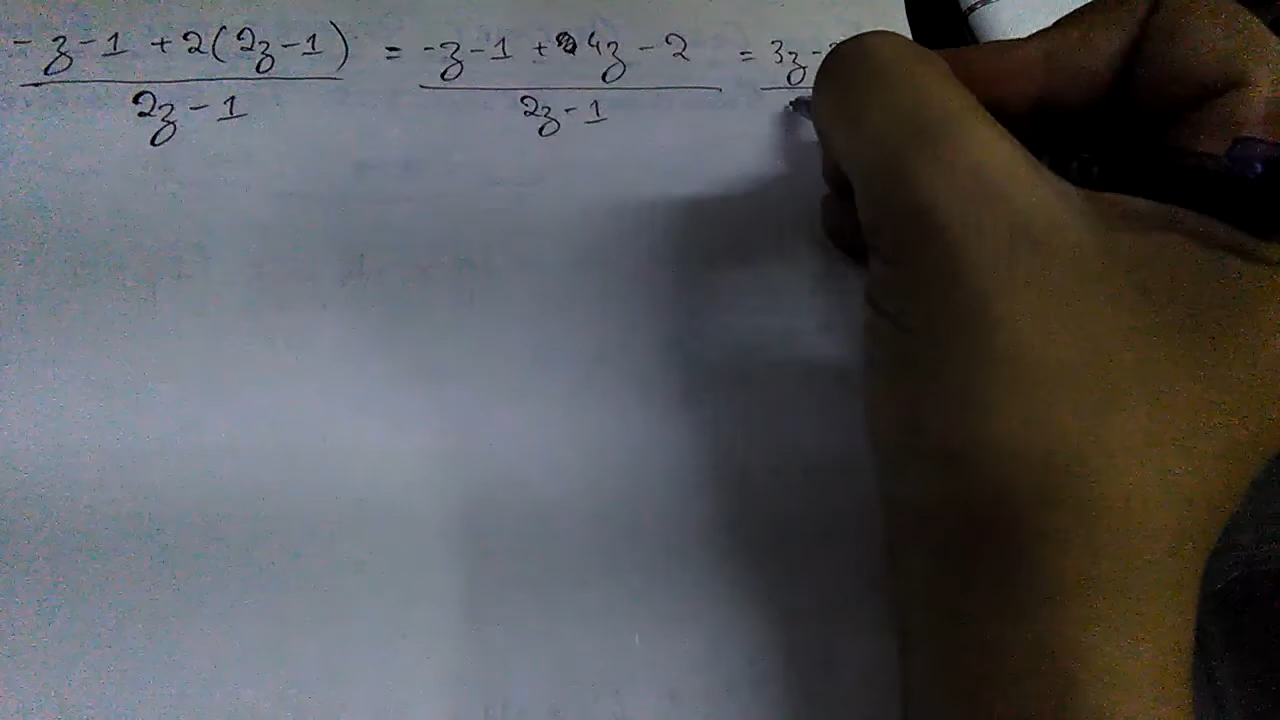 -z-1 +2(2z-1) = -z-1 + 4z - 2 = 3z -
2z - 1 2z - 1